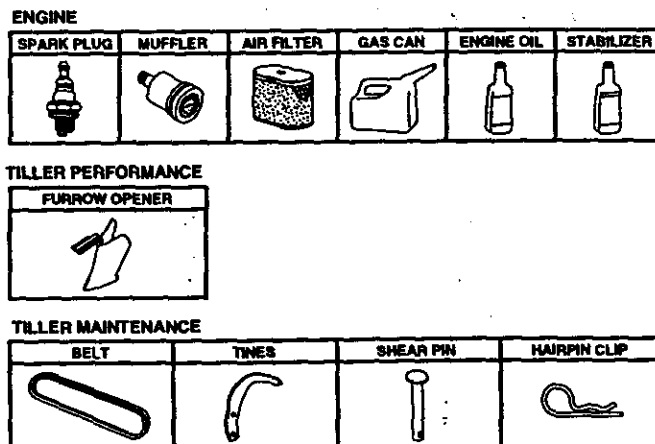 ENGINE
SPARK PLUG MUFFLER AIR FILTER GAS CAN ENGINE OIL STABILIZER
TILLER PERFORMANCE
FURROW OPENER
TILLER MAINTENANCE
BELT TINES SHEAR PIN HAIRPIN CLIP